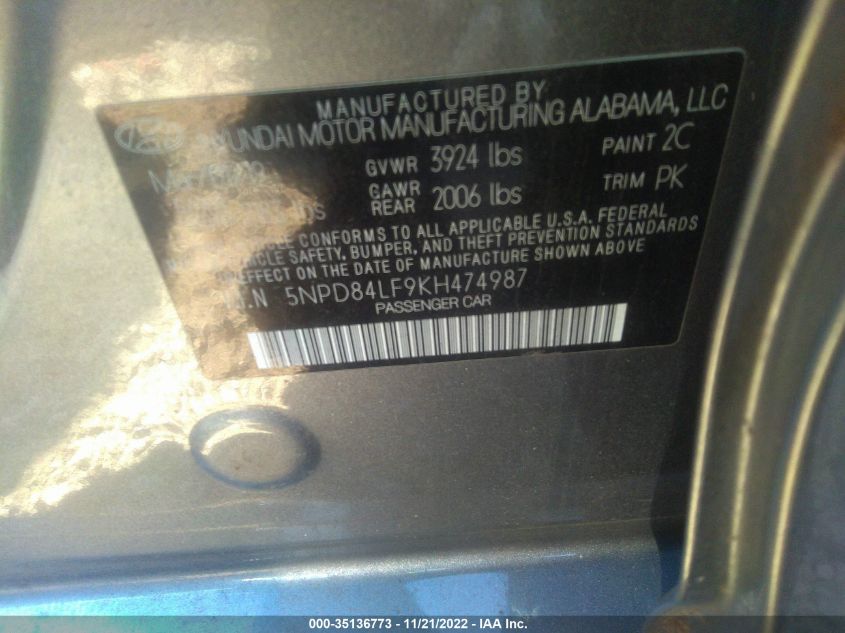 MANUFACTURED BY
HYUNDAI MOTOR MANUFACTURING ALABAMA, LLC
GVWR 3924 lbs PAINT 2C
GAWR REAR 2006 lbs TRIM PK
CONFORMS TO ALL APPLICABLE U.S.A. FEDERAL
VEHICLE SAFETY, BUMPER, AND THEFT PREVENTION STANDARDS
EFFECT ON THE DATE OF MANUFACTURE SHOWN ABOVE
5NPD84LF9KH474987
PASSENGER CAR
000-35136773 - 11/21/2022 - IAA Inc.